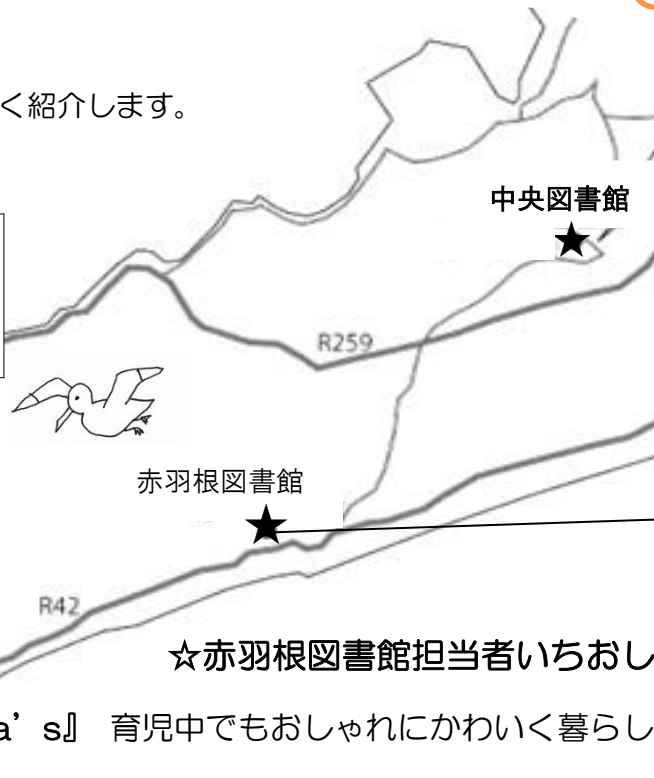 く紹介します。
中央図書館
R259
赤羽根図書館
R42
☆赤羽根図書館担当者いちおし
a’s』 育児中でもおしゃれにかわいく暮らし